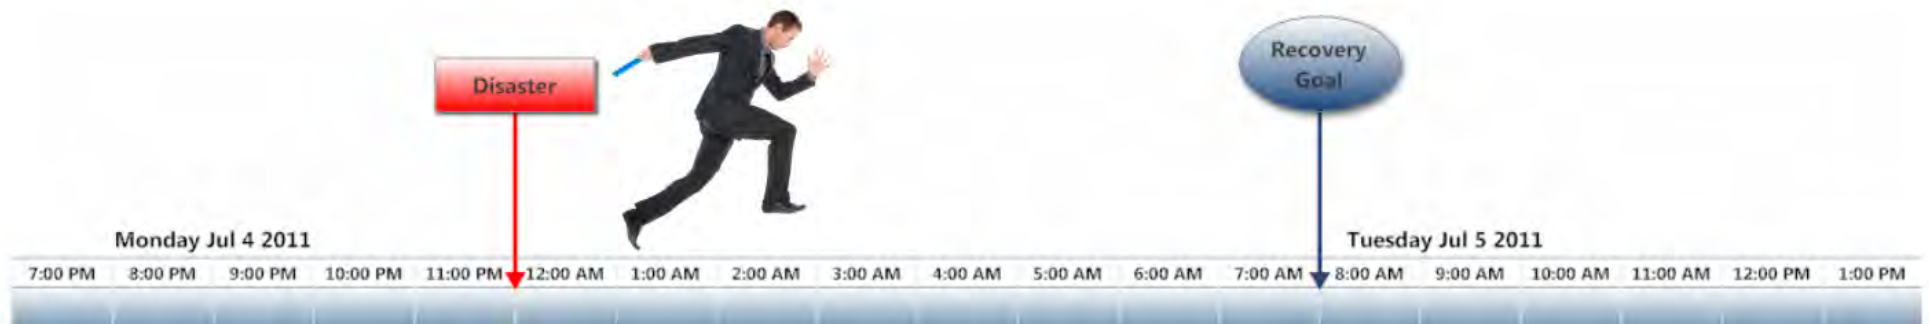 Disaster
Recovery
Goal
Monday Jul 4 2011
Tuesday Jul 5 2011
7:00 PM 8:00 PM 9:00 PM 10:00 PM 11:00 PM 12:00 AM 1:00 AM 2:00 AM 3:00 AM 4:00 AM 5:00 AM 6:00 AM 7:00 AM 8:00 AM 9:00 AM 10:00 AM 11:00 AM 12:00 PM 1:00 PM